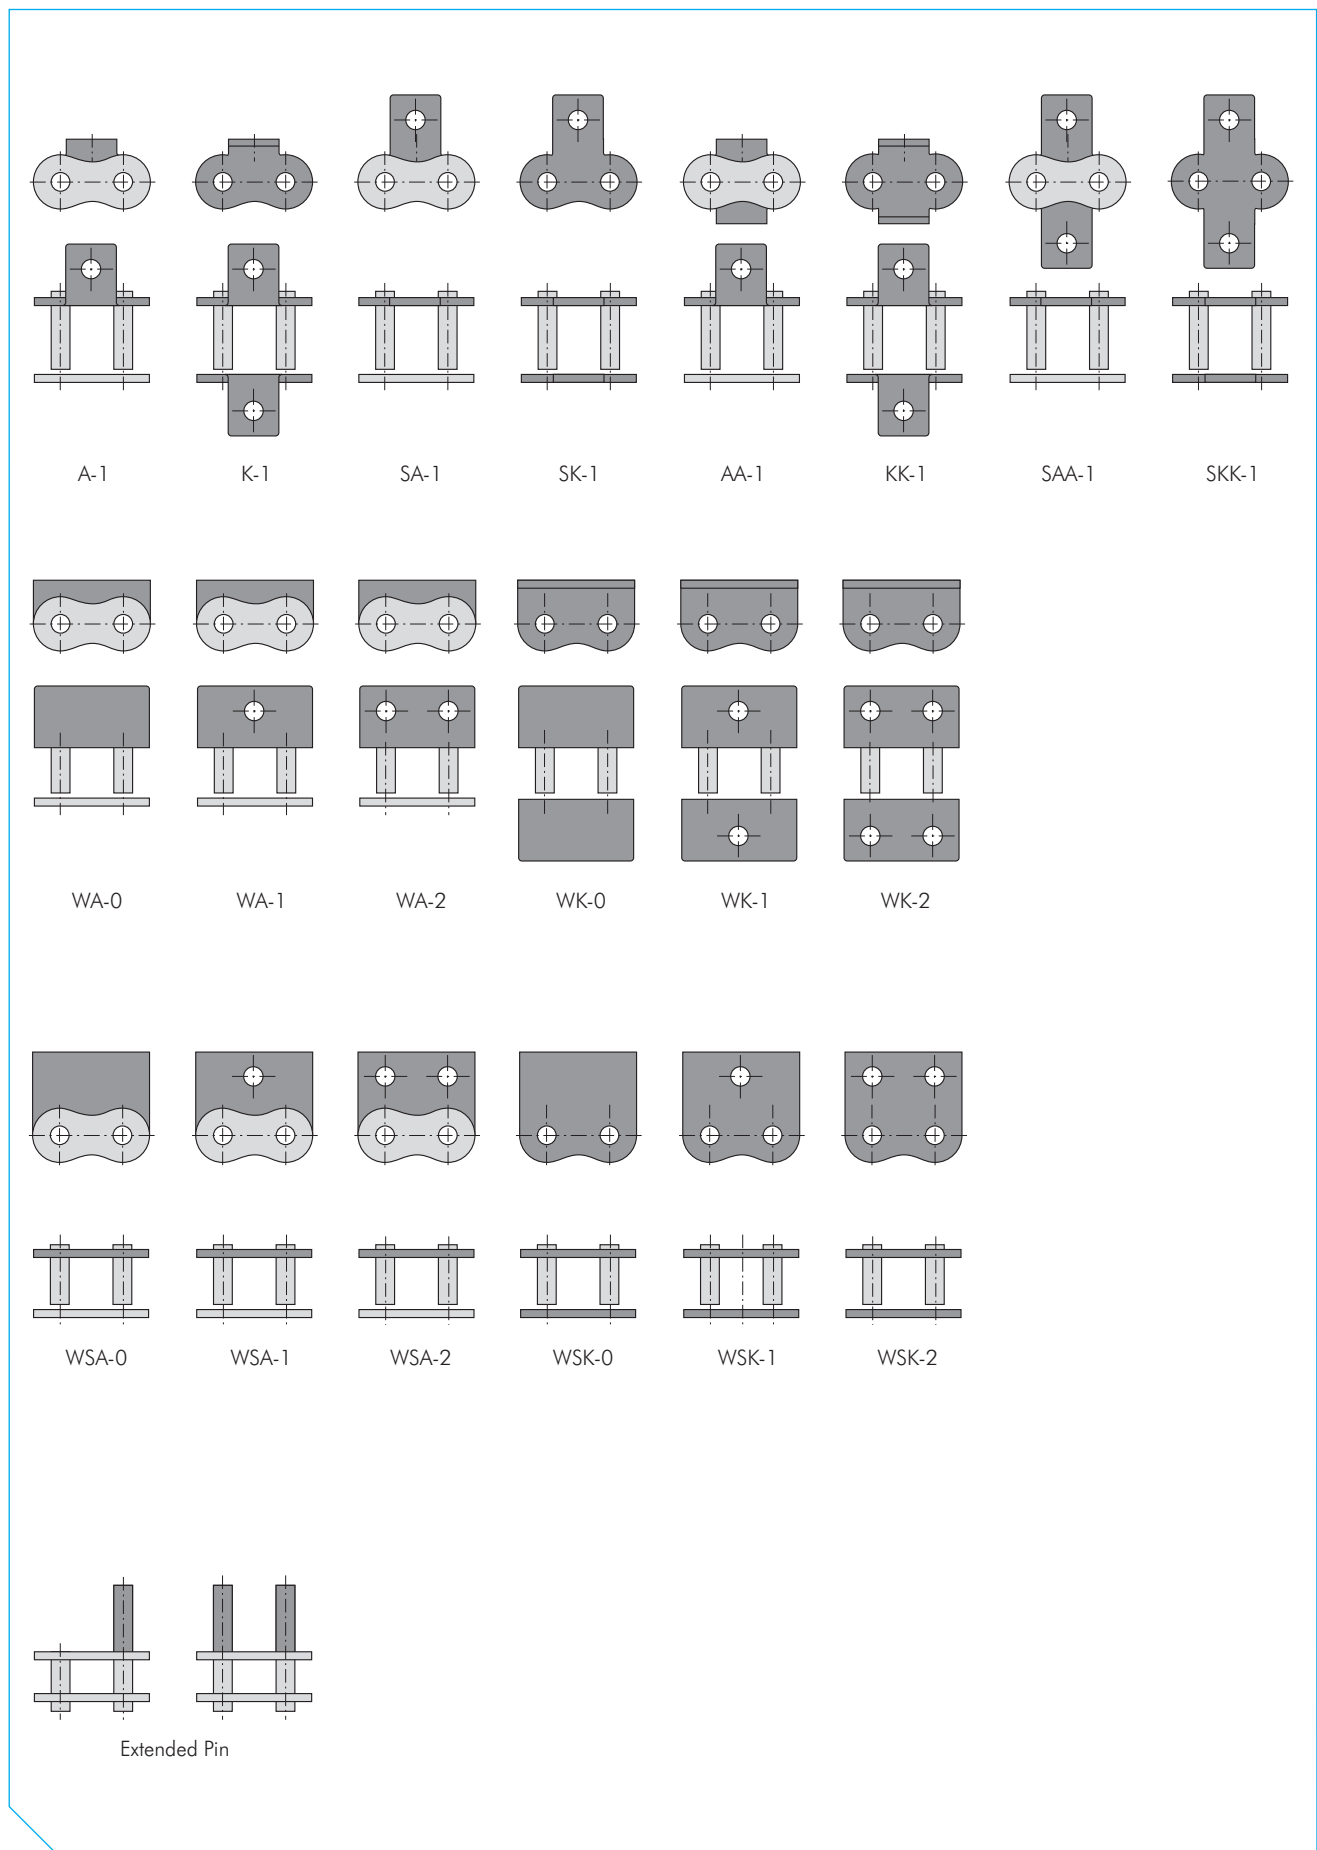 A-1 K-1 SA-1 SK-1 AA-1 KK-1 SAA-1 SKK-1
WA-0 WA-1 WA-2 WK-0 WK-1 WK-2
WSA-0 WSA-1 WSA-2 WSK-0 WSK-1 WSK-2
Extended Pin